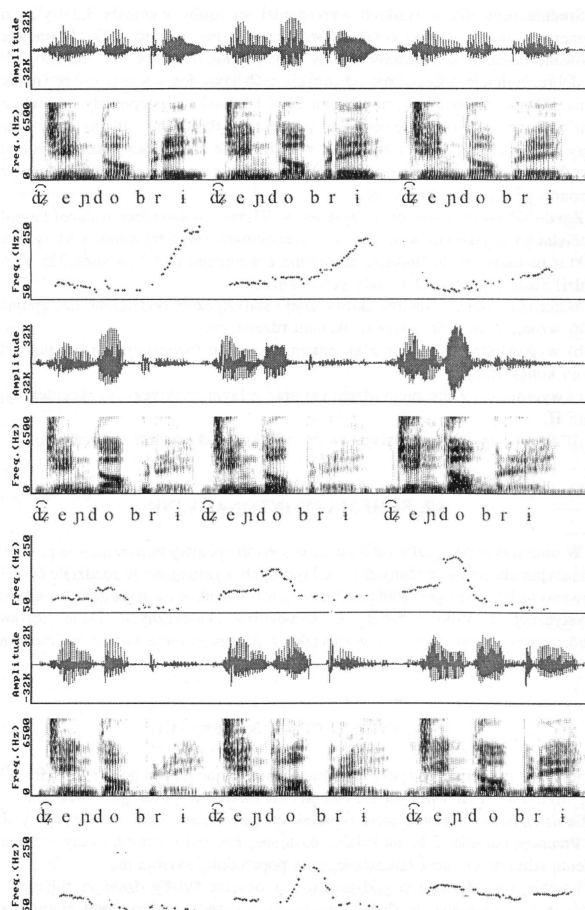 Amplitude
-32K 32K
Freq.(Hz)
0 6500
d͡ʑ e ɲ d o b r ɨ d͡ʑ e ɲ d o b r ɨ d͡ʑ e ɲ d o b r ɨ
Freq.(Hz)
50 250
Amplitude
-32K 32K
Freq.(Hz)
0 6500
d͡ʑ e ɲ d o b r ɨ d͡ʑ e ɲ d o b r ɨ d͡ʑ e ɲ d o b r ɨ
Freq.(Hz)
50 250
Amplitude
-32K 32K
Freq.(Hz)
0 6500
d͡ʑ e ɲ d o b r ɨ d͡ʑ e ɲ d o b r ɨ d͡ʑ e ɲ d o b r ɨ
Freq.(Hz)
50 250